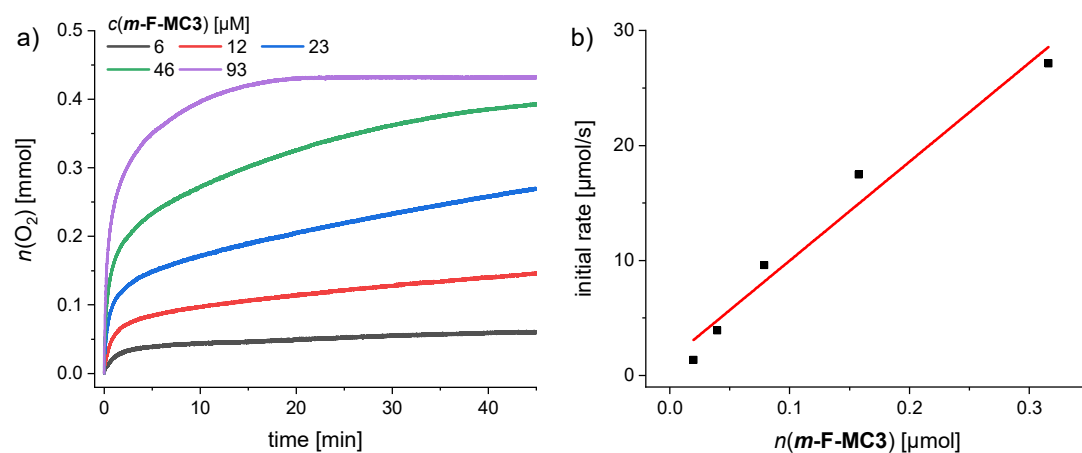 a)
c(m-F-MC3) [µM]
6 12 23
46 93
n(O₂) [mmol]
0.5
0.4
0.3
0.2
0.1
0.0
0 10 20 30 40
time [min]
b)
initial rate [µmol/s]
30
20
10
0
0.0 0.1 0.2 0.3
n(m-F-MC3) [µmol]